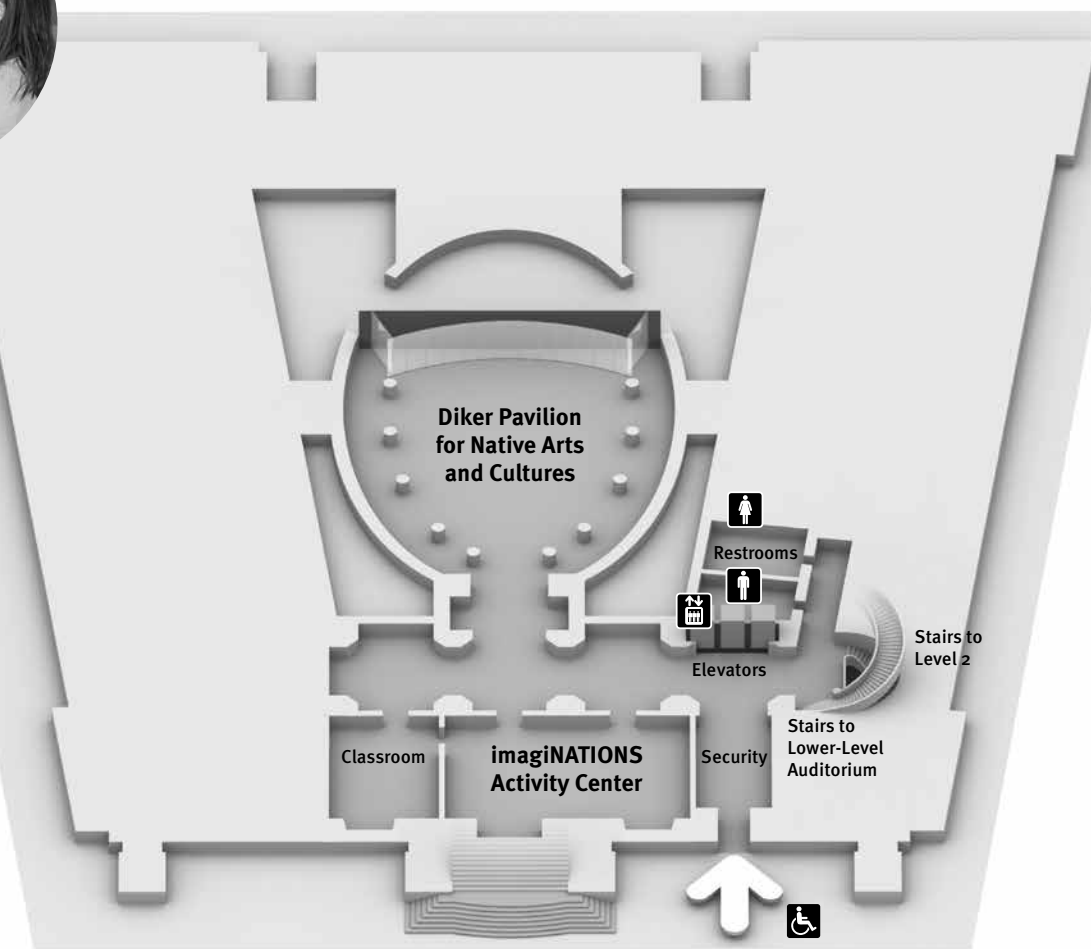 Diker Pavilion
for Native Arts
and Cultures
Restrooms
Elevators
Stairs to
Level 2
Stairs to
Lower-Level
Auditorium
Classroom
imagiNATIONS
Activity Center
Security